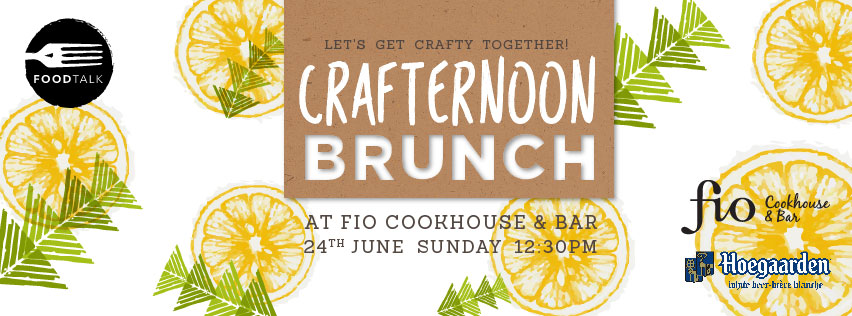 FOODTALK
LET'S GET CRAFTY TOGETHER!
CRAFTERNOON
BRUNCH
AT FIO COOKHOUSE & BAR
24TH JUNE SUNDAY 12:30PM
fio Cookhouse
& Bar
Hoegaarden
white beer-bière blanche